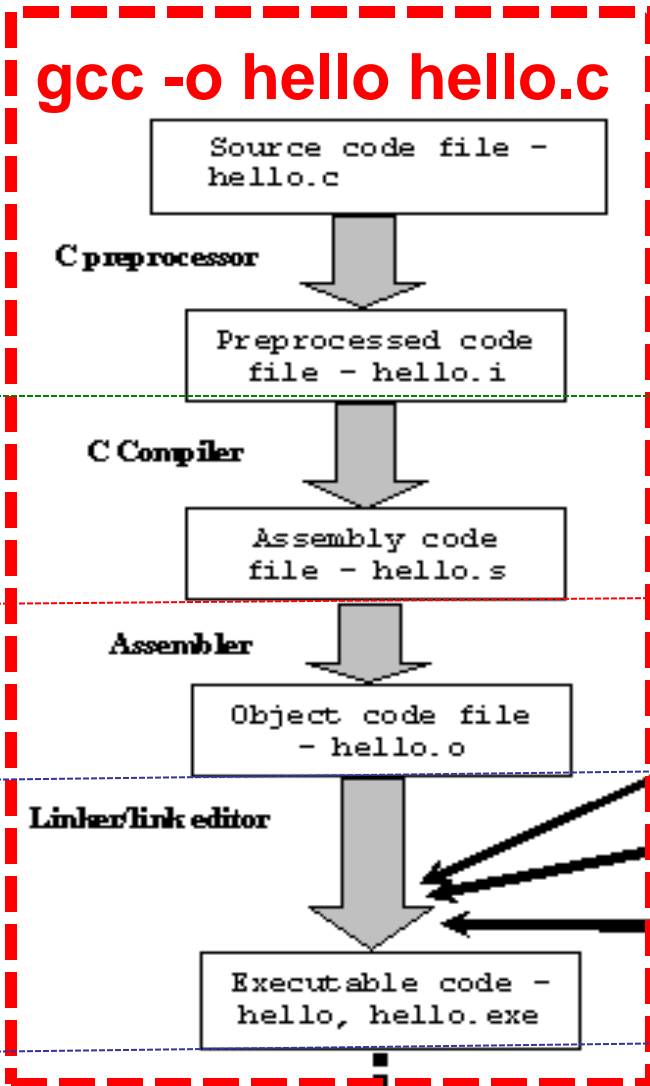 gcc -o hello hello.c
Source code file -
hello.c
C preprocessor
Preprocessed code
file - hello.i
C Compiler
Assembly code
file - hello.s
Assembler
Object code file
- hello.o
Linker/link editor
Executable code -
hello, hello.exe